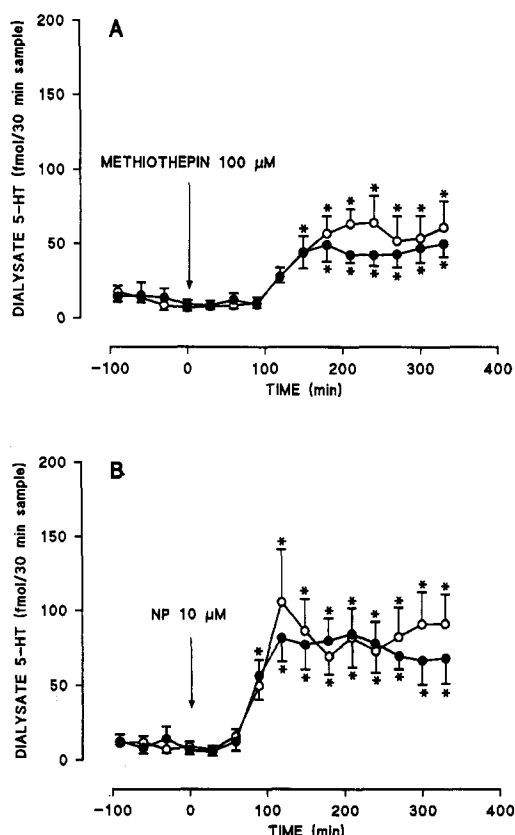 A
DIALYSATE 5-HT (fmol/30 min sample)
200
150
100
50
0
METHIOTHEPIN 100 µM
* * * * * * *
* * * * * *
-100 0 100 200 300 400
TIME (min)
B
DIALYSATE 5-HT (fmol/30 min sample)
200
150
100
50
0
NP 10 µM
* * * * * * * * *
* * * * * * * *
-100 0 100 200 300 400
TIME (min)